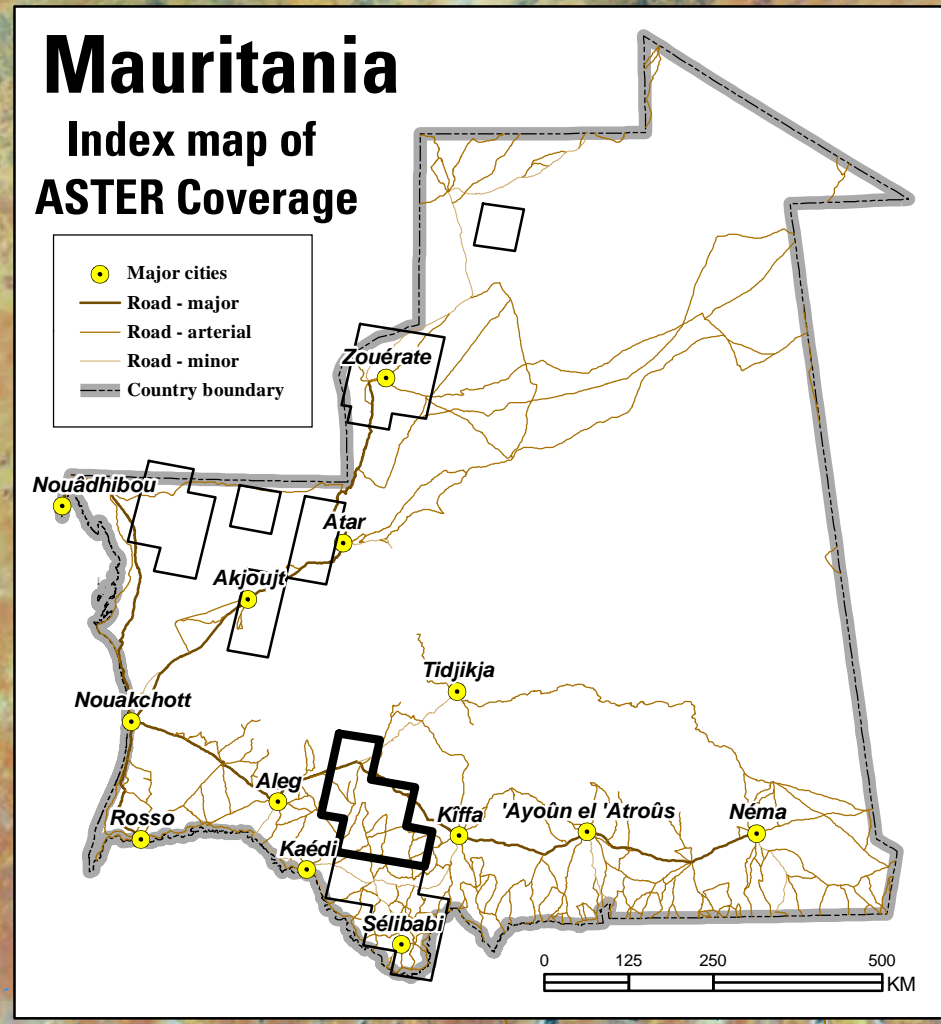 Mauritania
Index map of
ASTER Coverage
Major cities
Road - major
Road - arterial
Road - minor
Country boundary
Zouérate
Nouâdhibou
Atar
Akjoujt
Tidjikja
Nouakchott
Aleg
Rosso
Kîffa
'Ayoûn el 'Atroûs
Néma
Kaédi
Sélibabi
0 125 250 500
KM